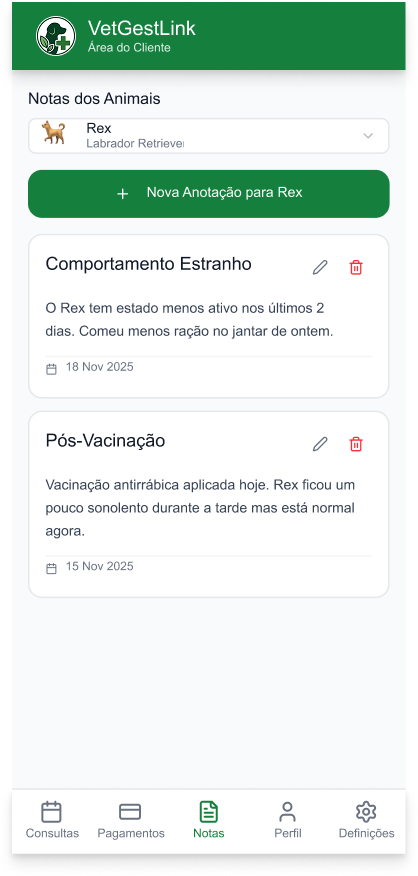 VetGestLink
Área do Cliente
Notas dos Animais
Rex
Labrador Retriever
Nova Anotação para Rex
Comportamento Estranho
O Rex tem estado menos ativo nos últimos 2
dias. Comeu menos ração no jantar de ontem.
18 Nov 2025
Pós-Vacinação
Vacinação antirrábica aplicada hoje. Rex ficou um
pouco sonolento durante a tarde mas está normal
agora.
15 Nov 2025
Consultas
Pagamentos
Notas
Perfil
Definições